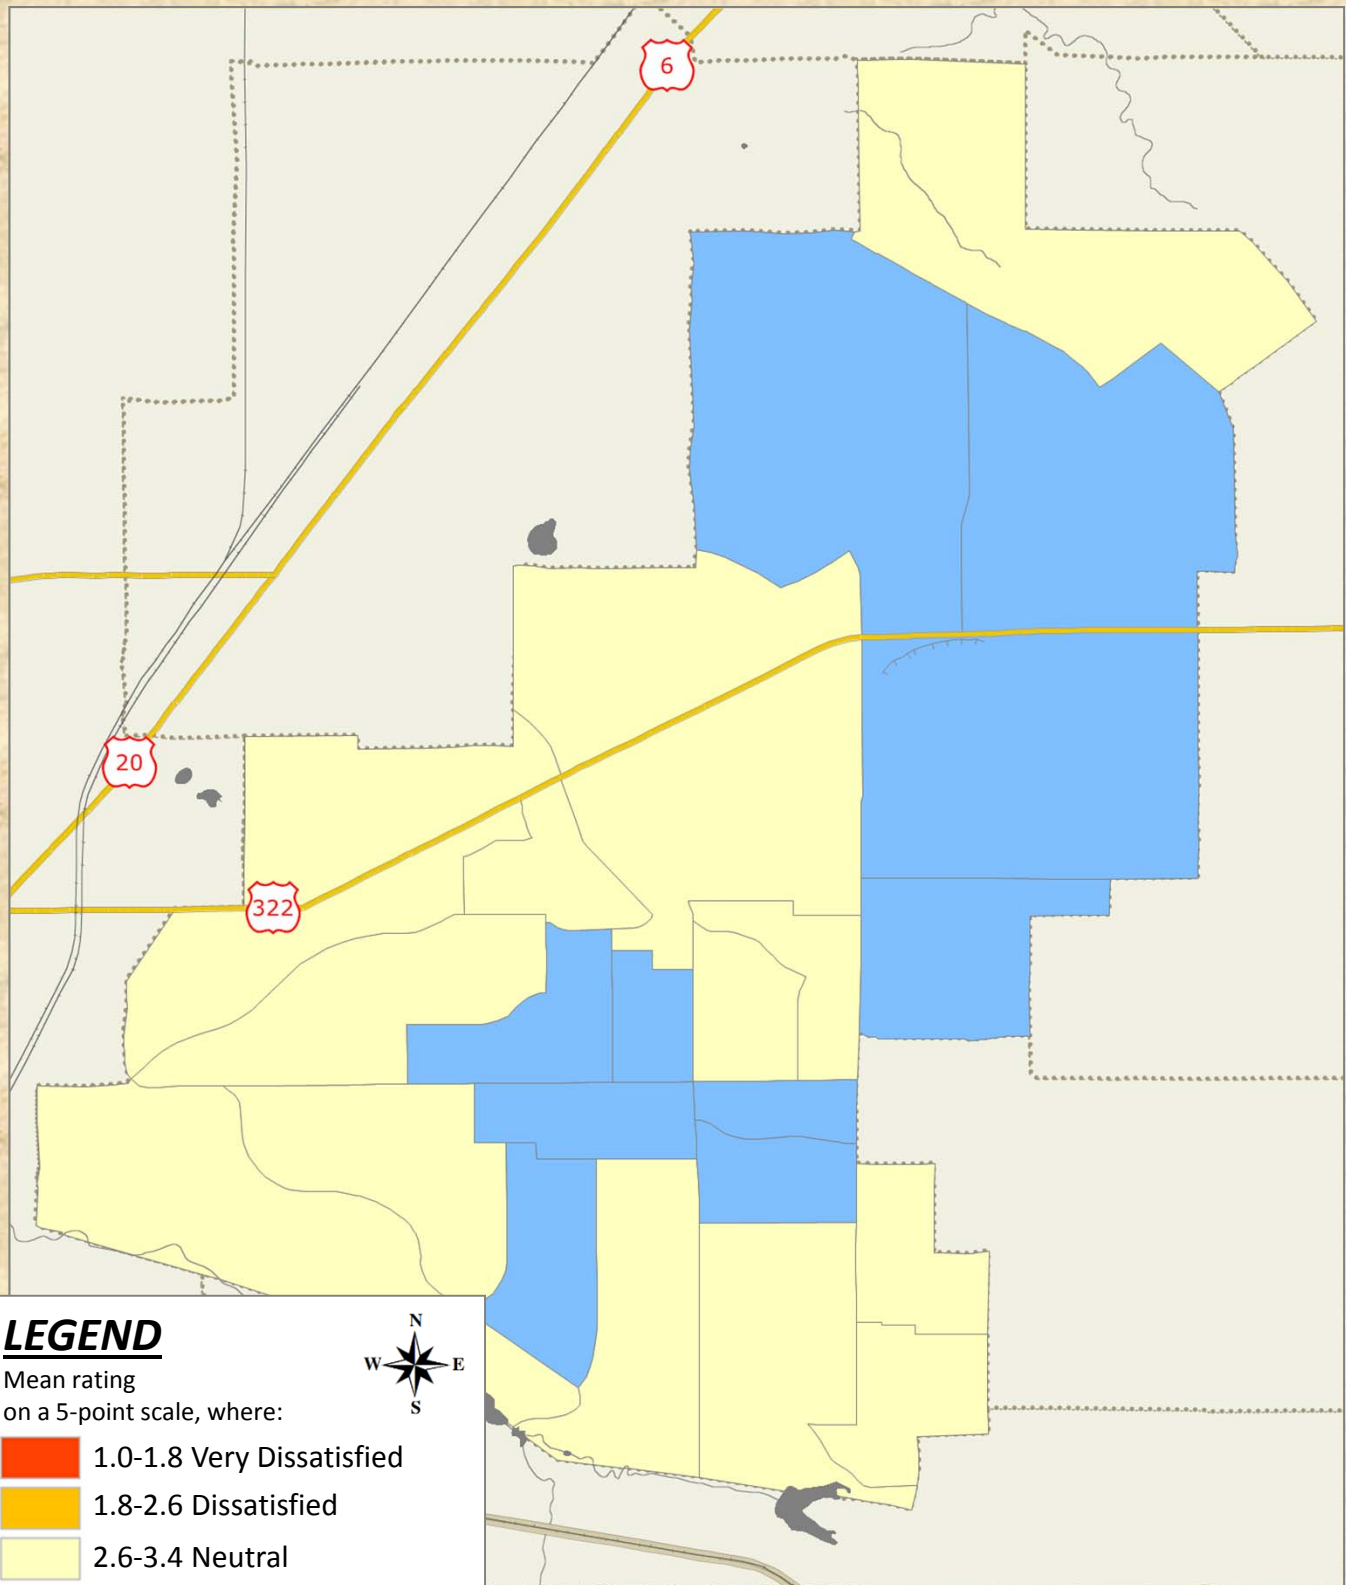 6
20
322
LEGEND
N
W E
S
Mean rating
on a 5-point scale, where:
1.0-1.8 Very Dissatisfied
1.8-2.6 Dissatisfied
2.6-3.4 Neutral